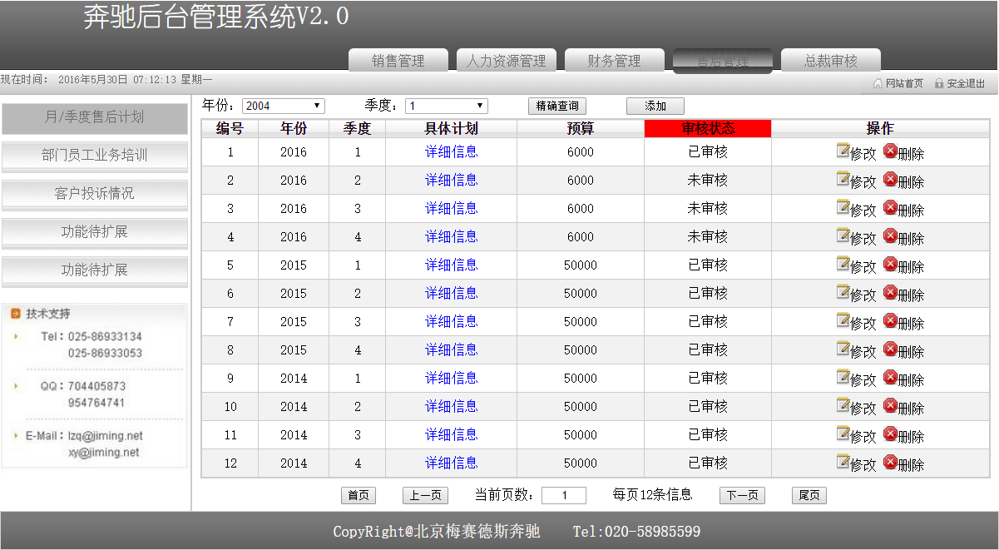 奔驰后台管理系统V2.0
销售管理 人力资源管理 财务管理 售后管理 总裁审核
现在时间: 2016年5月30日 07:12:13 星期一 网站首页 安全退出
月/季度售后计划
部门员工业务培训
客户投诉情况
功能待扩展
功能待扩展
技术支持
Tel：025-86933134
025-86933053
QQ：704405873
954764741
E-Mail：lzq@jiming.net
xy@jiming.net
年份: 2004 季度: 1 精确查询 添加
编号 年份 季度 具体计划 预算 审核状态 操作
1 2016 1 详细信息 6000 已审核 修改 删除
2 2016 2 详细信息 6000 未审核 修改 删除
3 2016 3 详细信息 6000 未审核 修改 删除
4 2016 4 详细信息 6000 未审核 修改 删除
5 2015 1 详细信息 50000 已审核 修改 删除
6 2015 2 详细信息 50000 已审核 修改 删除
7 2015 3 详细信息 50000 已审核 修改 删除
8 2015 4 详细信息 50000 已审核 修改 删除
9 2014 1 详细信息 50000 已审核 修改 删除
10 2014 2 详细信息 50000 已审核 修改 删除
11 2014 3 详细信息 50000 已审核 修改 删除
12 2014 4 详细信息 50000 已审核 修改 删除
首页 上一页 当前页数: 1 每页12条信息 下一页 尾页
CopyRight@北京梅赛德斯奔驰 Tel:020-58985599